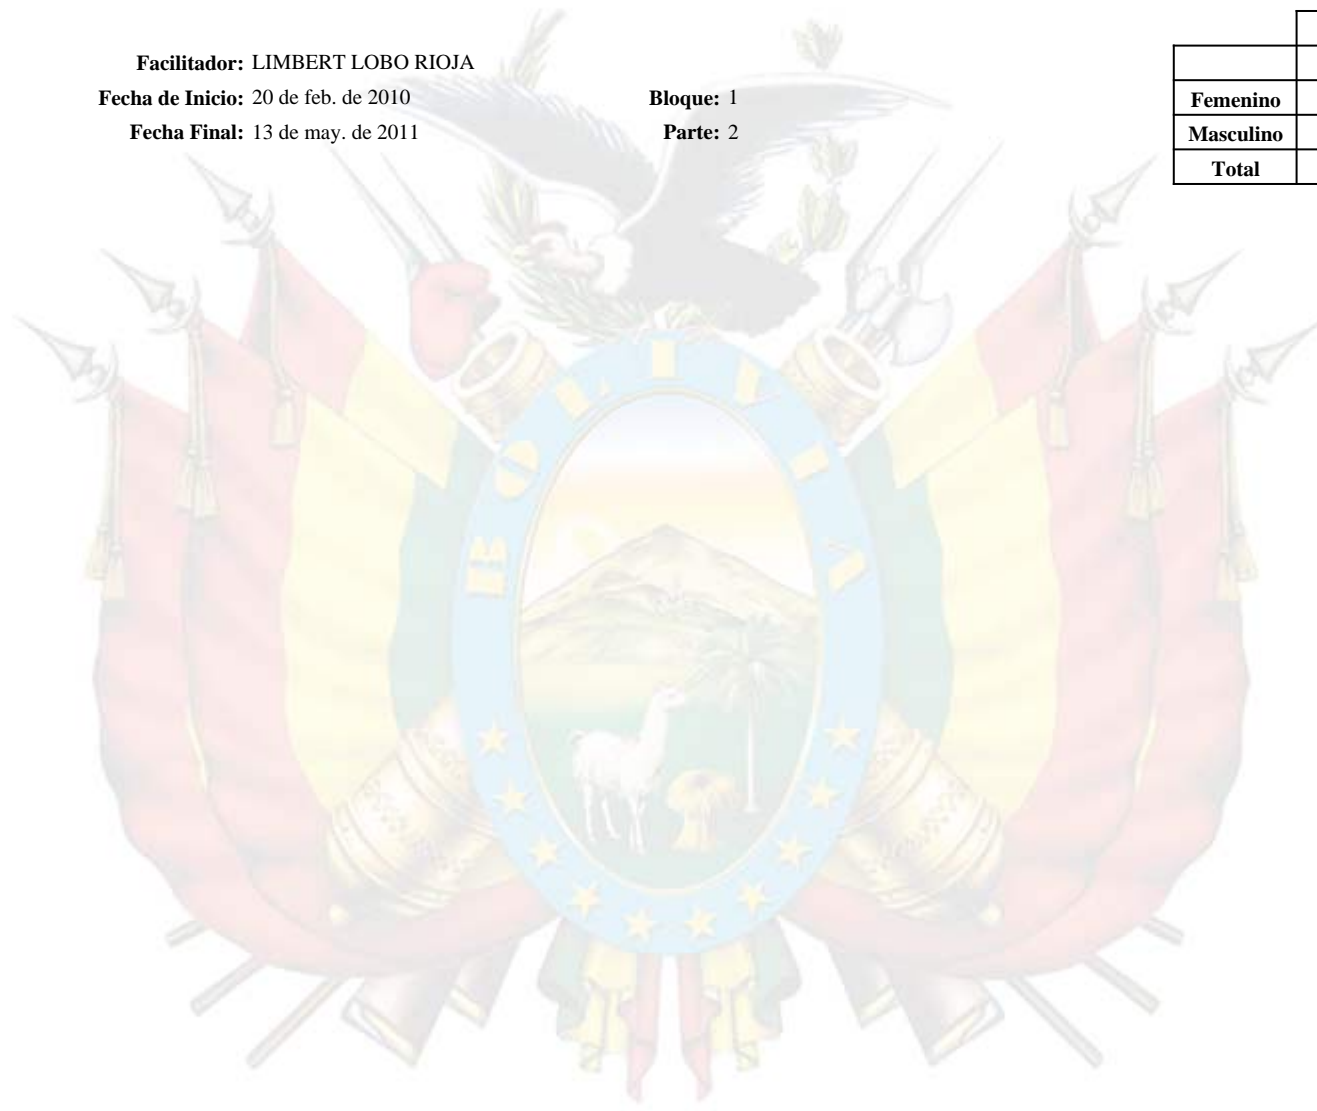 Facilitador: LIMBERT LOBO RIOJA
Fecha de Inicio: 20 de feb. de 2010 Bloque: 1
Fecha Final: 13 de may. de 2011 Parte: 2
Femenino
Masculino
Total
BOLIVIA